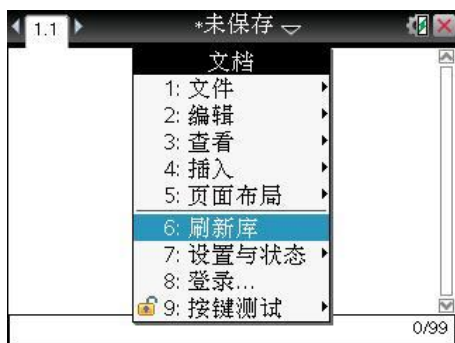 1.1 *未保存
文档
1: 文件
2: 编辑
3: 查看
4: 插入
5: 页面布局
6: 刷新库
7: 设置与状态
8: 登录...
9: 按键测试
0/99